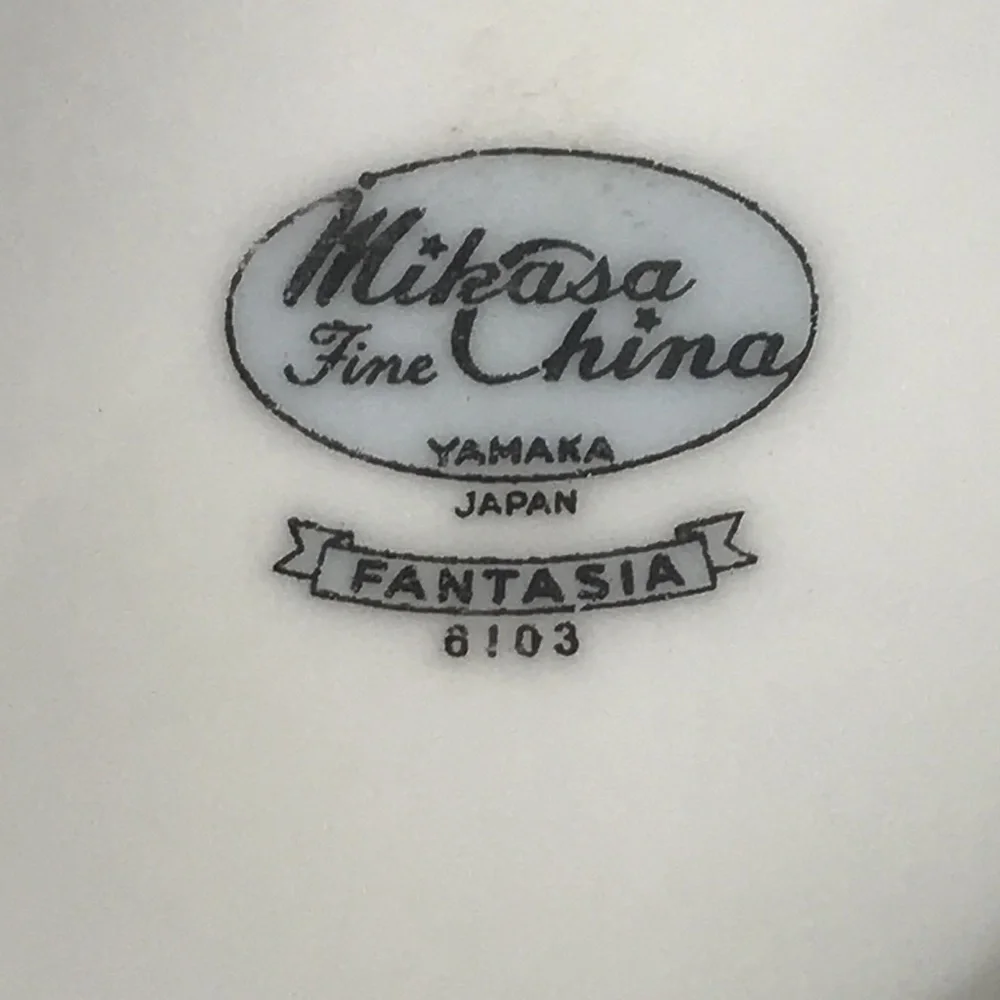 Mikasa
Fine China
YAMAKA
JAPAN
FANTASIA
6103